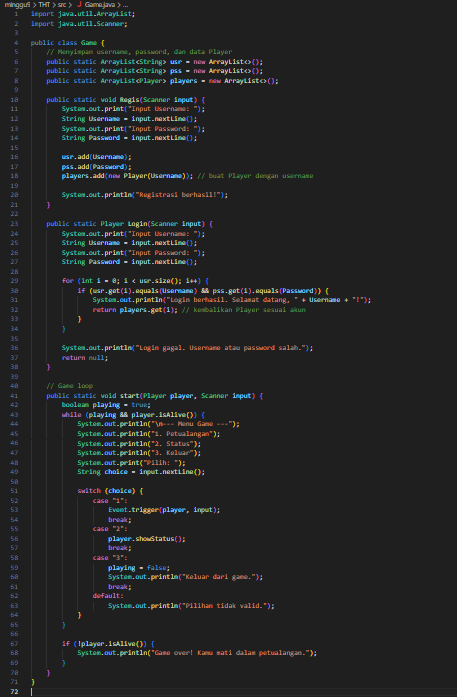 minggu9 > THT > src > Game.java > ...
1 import java.util.ArrayList;
2 import java.util.Scanner;
3
4 public class Game {
5     // Menyimpan username, password, dan data Player
6     public static ArrayList<String> usr = new ArrayList<>();
7     public static ArrayList<String> pss = new ArrayList<>();
8     public static ArrayList<Player> players = new ArrayList<>();
9
10     public static void Regis(Scanner input) {
11         System.out.print("Input Username: ");
12         String Username = input.nextLine();
13         System.out.print("Input Password: ");
14         String Password = input.nextLine();
15
16         usr.add(Username);
17         pss.add(Password);
18         players.add(new Player(Username)); // buat Player dengan username
19
20         System.out.println("Registrasi berhasil!");
21     }
22
23     public static Player Login(Scanner input) {
24         System.out.print("Input Username: ");
25         String Username = input.nextLine();
26         System.out.print("Input Password: ");
27         String Password = input.nextLine();
28
29         for (int i = 0; i < usr.size(); i++) {
30             if (usr.get(i).equals(Username) && pss.get(i).equals(Password)) {
31                 System.out.println("Login berhasil. Selamat datang, " + Username + "!");
32                 return players.get(i); // kembalikan Player sesuai akun
33             }
34         }
35
36         System.out.println("Login gagal. Username atau password salah.");
37         return null;
38     }
39
40     // Game loop
41     public static void start(Player player, Scanner input) {
42         boolean playing = true;
43         while (playing && player.isAlive()) {
44             System.out.println("\n--- Menu Game ---");
45             System.out.println("1. Petualangan");
46             System.out.println("2. Status");
47             System.out.println("3. Keluar");
48             System.out.print("Pilih: ");
49             String choice = input.nextLine();
50
51             switch (choice) {
52                 case "1":
53                     Event.trigger(player, input);
54                     break;
55                 case "2":
56                     player.showStatus();
57                     break;
58                 case "3":
59                     playing = false;
60                     System.out.println("Keluar dari game.");
61                     break;
62                 default:
63                     System.out.println("Pilihan tidak valid.");
64             }
65         }
66
67         if (!player.isAlive()) {
68             System.out.println("Game over! Kamu mati dalam petualangan.");
69         }
70     }
71 }
72